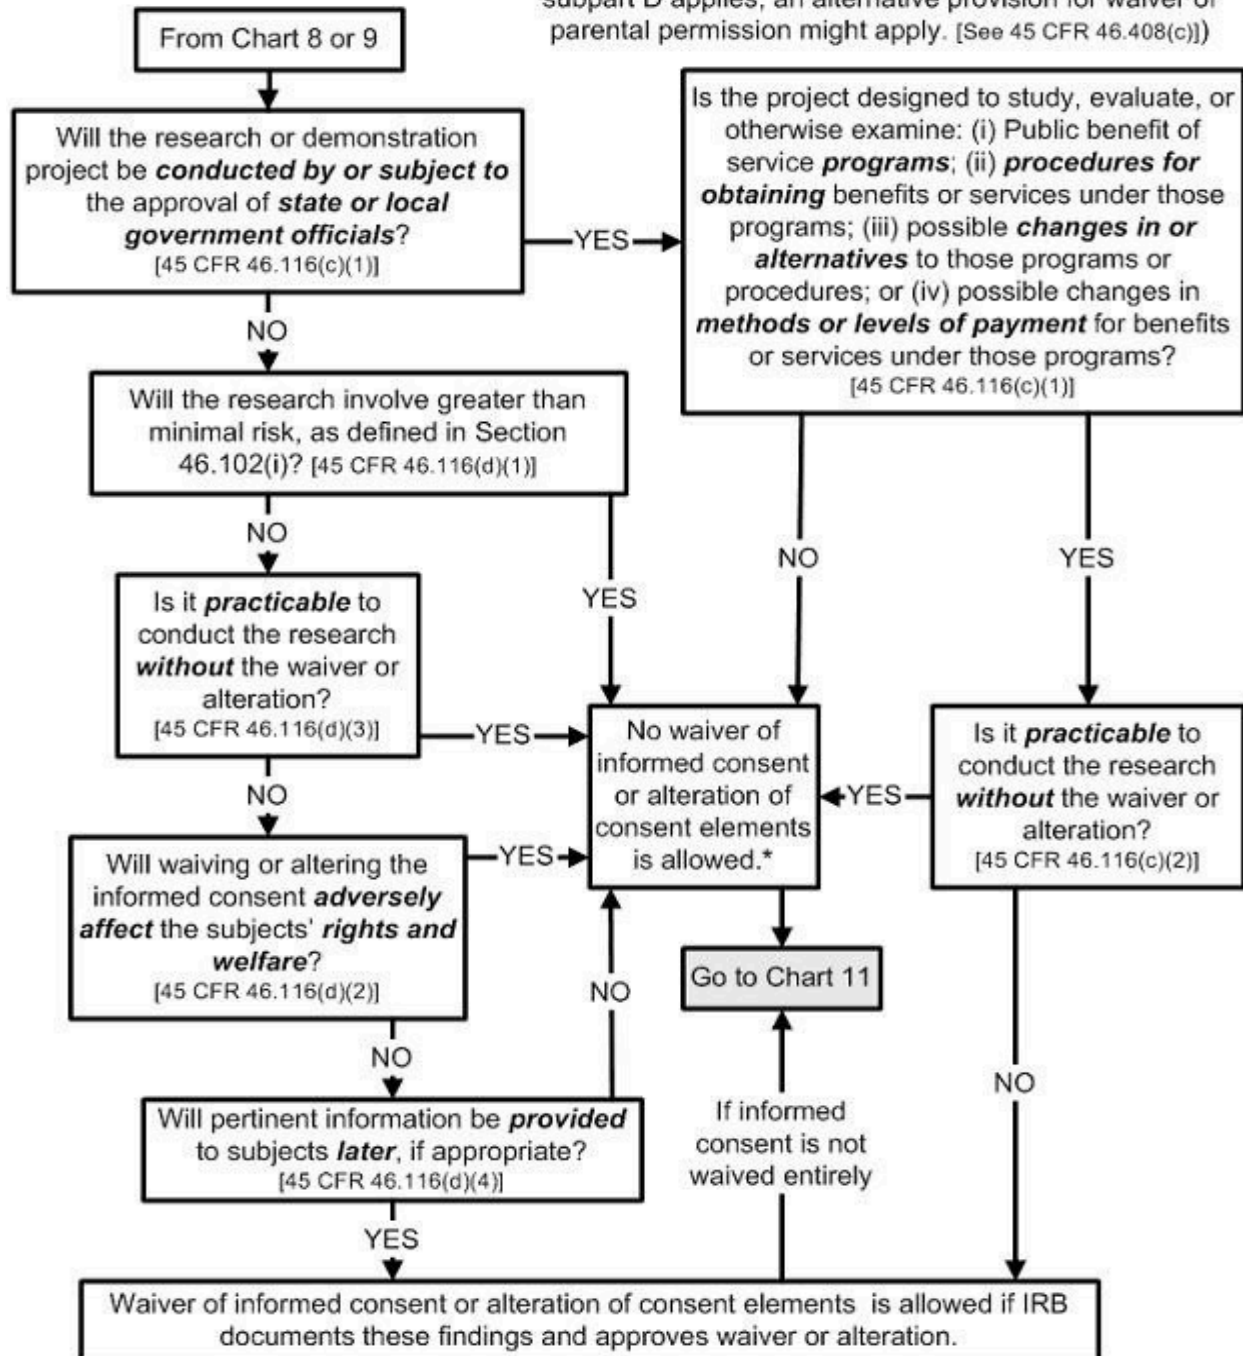 subpart D applies, an alternative provision for waiver of
parental permission might apply. [See 45 CFR 46.408(c)])
From Chart 8 or 9
Will the research or demonstration
project be conducted by or subject to
the approval of state or local
government officials?
[45 CFR 46.116(c)(1)]
YES
Is the project designed to study, evaluate, or
otherwise examine: (i) Public benefit of
service programs; (ii) procedures for
obtaining benefits or services under those
programs; (iii) possible changes in or
alternatives to those programs or
procedures; or (iv) possible changes in
methods or levels of payment for benefits
or services under those programs?
[45 CFR 46.116(c)(1)]
NO
Will the research involve greater than
minimal risk, as defined in Section
46.102(i)? [45 CFR 46.116(d)(1)]
NO
YES
NO
YES
Is it practicable to
conduct the research
without the waiver or
alteration?
[45 CFR 46.116(d)(3)]
YES
No waiver of
informed consent
or alteration of
consent elements
is allowed.*
YES
Is it practicable to
conduct the research
without the waiver or
alteration?
[45 CFR 46.116(c)(2)]
NO
Will waiving or altering the
informed consent adversely
affect the subjects' rights and
welfare?
[45 CFR 46.116(d)(2)]
YES
Go to Chart 11
NO
NO
NO
Will pertinent information be provided
to subjects later, if appropriate?
[45 CFR 46.116(d)(4)]
If informed
consent is not
waived entirely
YES
Waiver of informed consent or alteration of consent elements is allowed if IRB
documents these findings and approves waiver or alteration.